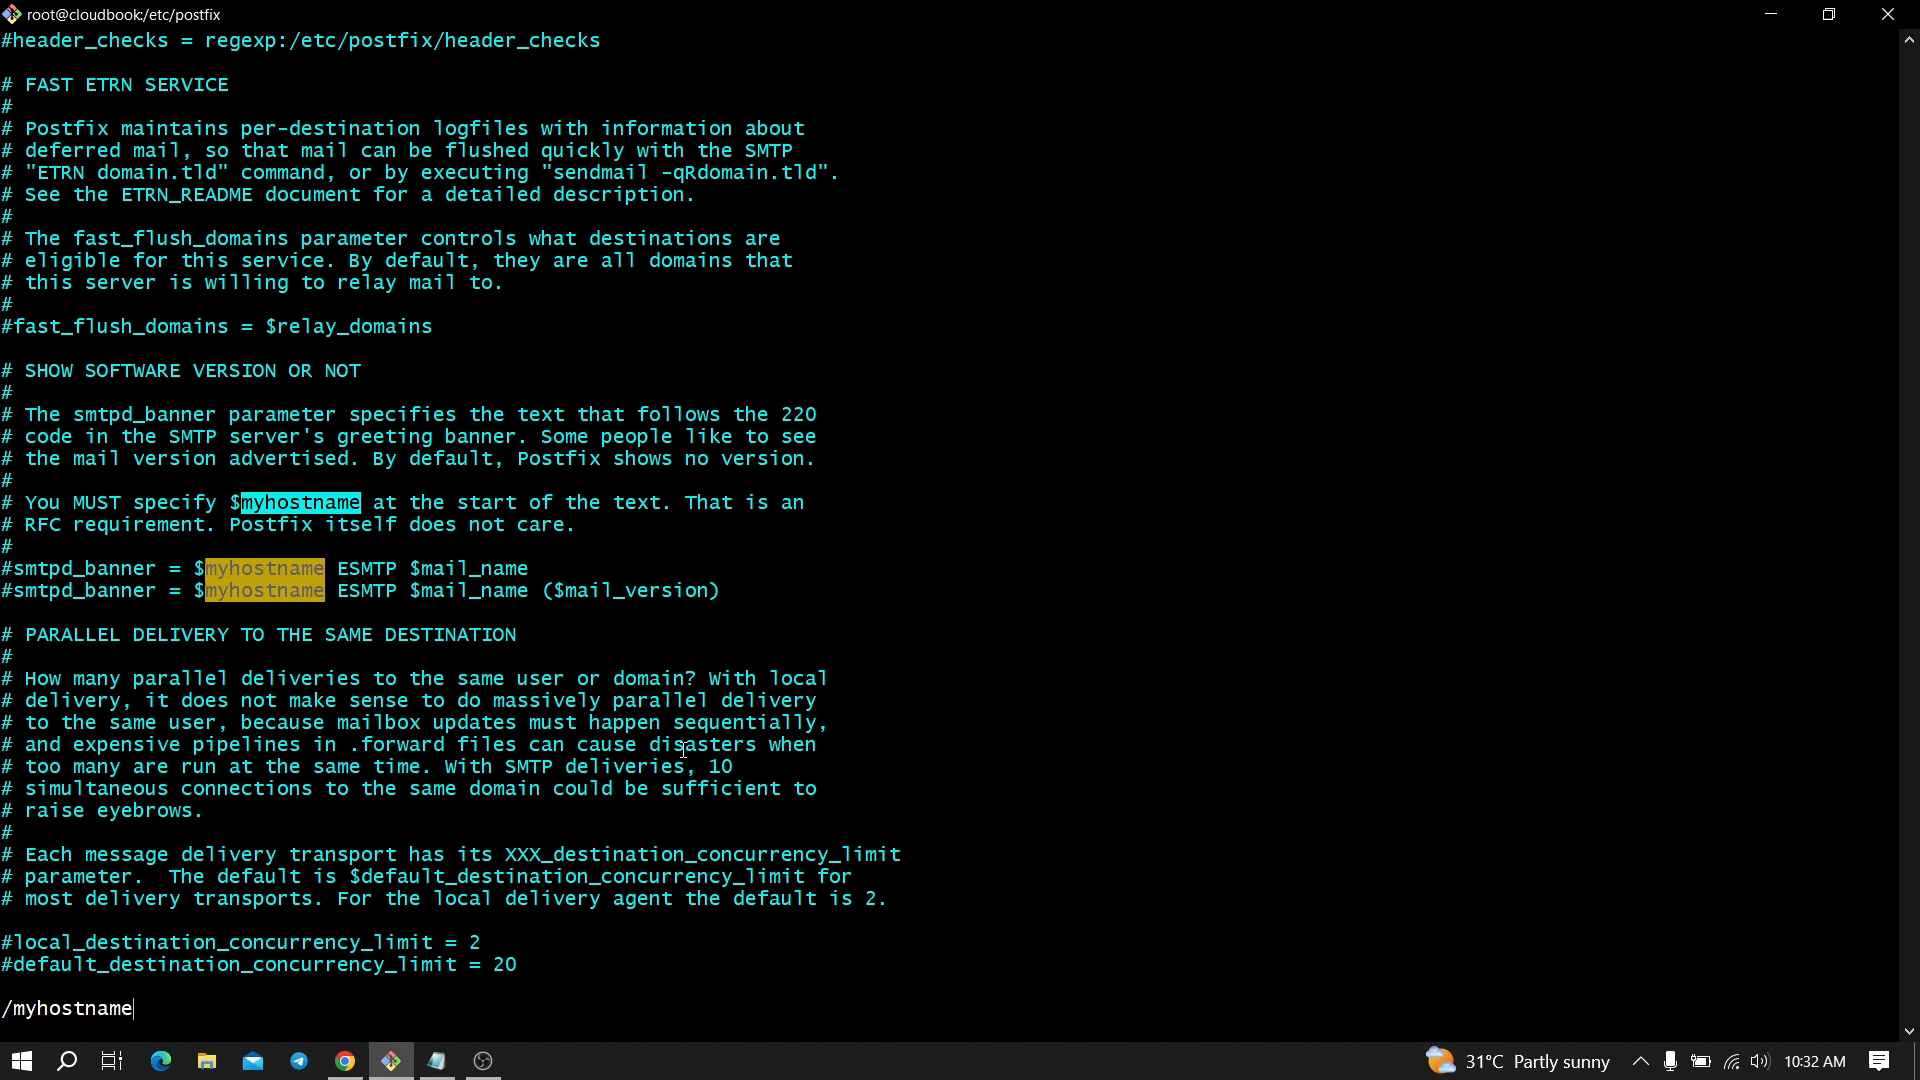 root@cloudbook:/etc/postfix
#header_checks = regexp:/etc/postfix/header_checks
# FAST ETRN SERVICE
#
# Postfix maintains per-destination logfiles with information about
# deferred mail, so that mail can be flushed quickly with the SMTP
# "ETRN domain.tld" command, or by executing "sendmail -qRdomain.tld".
# See the ETRN_README document for a detailed description.
#
# The fast_flush_domains parameter controls what destinations are
# eligible for this service. By default, they are all domains that
# this server is willing to relay mail to.
#
#fast_flush_domains = $relay_domains
# SHOW SOFTWARE VERSION OR NOT
#
# The smtpd_banner parameter specifies the text that follows the 220
# code in the SMTP server's greeting banner. Some people like to see
# the mail version advertised. By default, Postfix shows no version.
#
# You MUST specify $myhostname at the start of the text. That is an
# RFC requirement. Postfix itself does not care.
#
#smtpd_banner = $myhostname ESMTP $mail_name
#smtpd_banner = $myhostname ESMTP $mail_name ($mail_version)
# PARALLEL DELIVERY TO THE SAME DESTINATION
#
# How many parallel deliveries to the same user or domain? With local
# delivery, it does not make sense to do massively parallel delivery
# to the same user, because mailbox updates must happen sequentially,
# and expensive pipelines in .forward files can cause disasters when
# too many are run at the same time. With SMTP deliveries, 10
# simultaneous connections to the same domain could be sufficient to
# raise eyebrows.
#
# Each message delivery transport has its XXX_destination_concurrency_limit
# parameter.  The default is $default_destination_concurrency_limit for
# most delivery transports. For the local delivery agent the default is 2.
#local_destination_concurrency_limit = 2
#default_destination_concurrency_limit = 20
/myhostname
31°C Partly sunny
10:32 AM